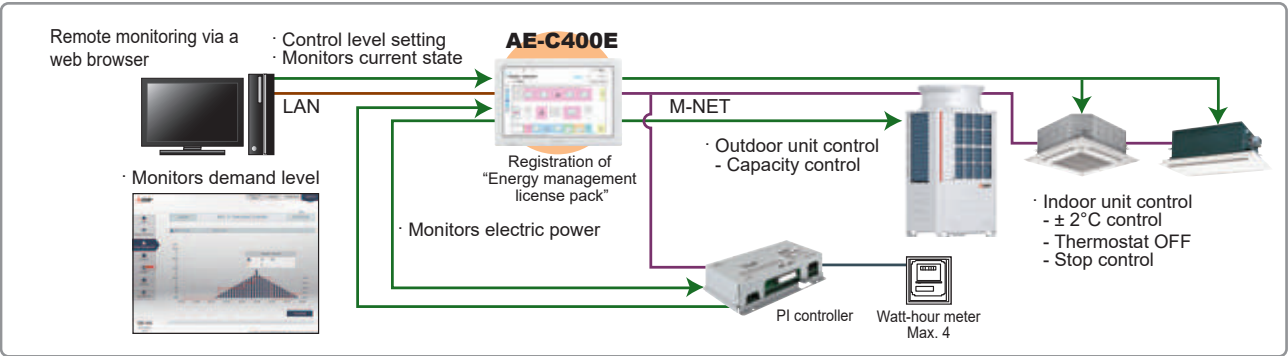 Remote monitoring via a
web browser
· Control level setting
· Monitors current state
AE-C400E
LAN
M-NET
Registration of
“Energy management
license pack”
· Outdoor unit control
- Capacity control
· Monitors demand level
· Monitors electric power
· Indoor unit control
- ± 2°C control
- Thermostat OFF
- Stop control
PI controller
Watt-hour meter
Max. 4